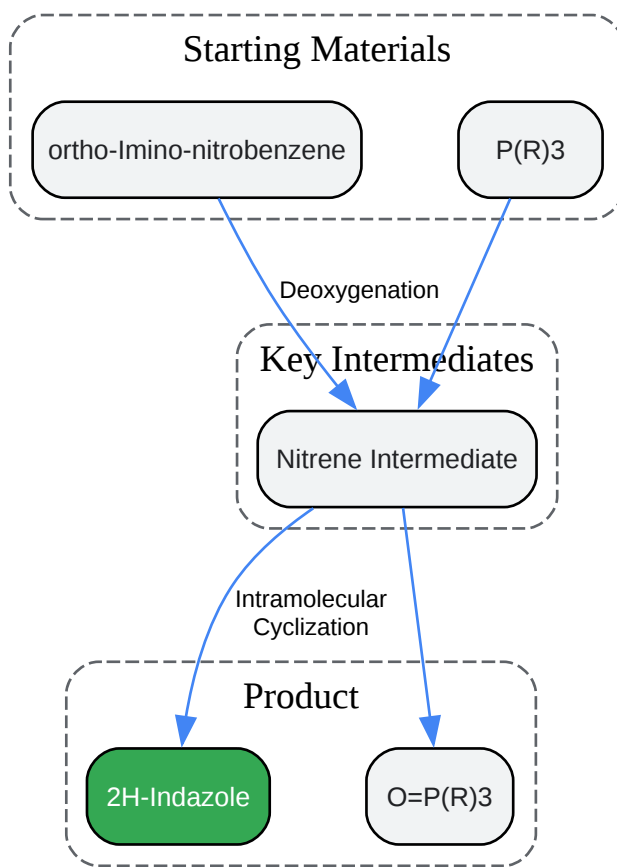 Starting Materials
ortho-Imino-nitrobenzene
P(R)3
Deoxygenation
Key Intermediates
Nitrene Intermediate
Intramolecular
Cyclization
Product
2H-Indazole
O=P(R)3